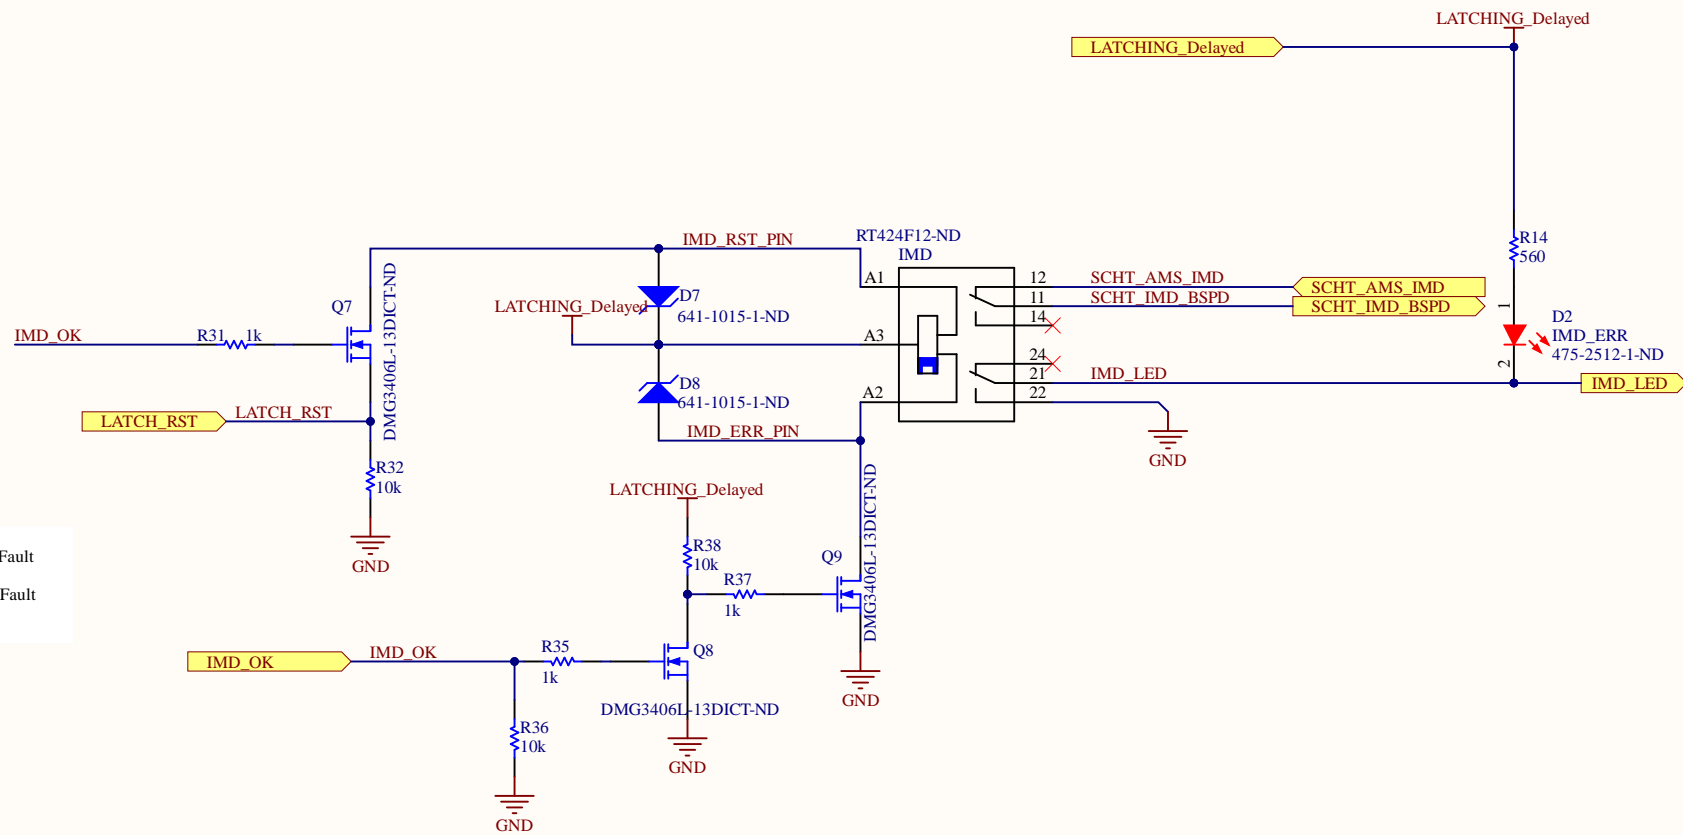 LATCHING_Delayed
LATCHING_Delayed
R14
560
1
D2
IMD_ERR
475-2512-1-ND
2
IMD_LED
RT424F12-ND
IMD
IMD_RST_PIN
A1
A3
A2
12
11
14
24
21
22
SCHT_AMS_IMD
SCHT_IMD_BSPD
SCHT_AMS_IMD
SCHT_IMD_BSPD
IMD_LED
GND
LATCHING_Delayed
D7
641-1015-1-ND
D8
641-1015-1-ND
IMD_ERR_PIN
Q7
DMG3406L-13DICT-ND
IMD_OK
R31
1k
LATCH_RST
LATCH_RST
R32
10k
GND
Fault
Fault
LATCHING_Delayed
R38
10k
R37
1k
Q9
DMG3406L-13DICT-ND
GND
IMD_OK
IMD_OK
R35
1k
Q8
DMG3406L-13DICT-ND
GND
R36
10k
GND